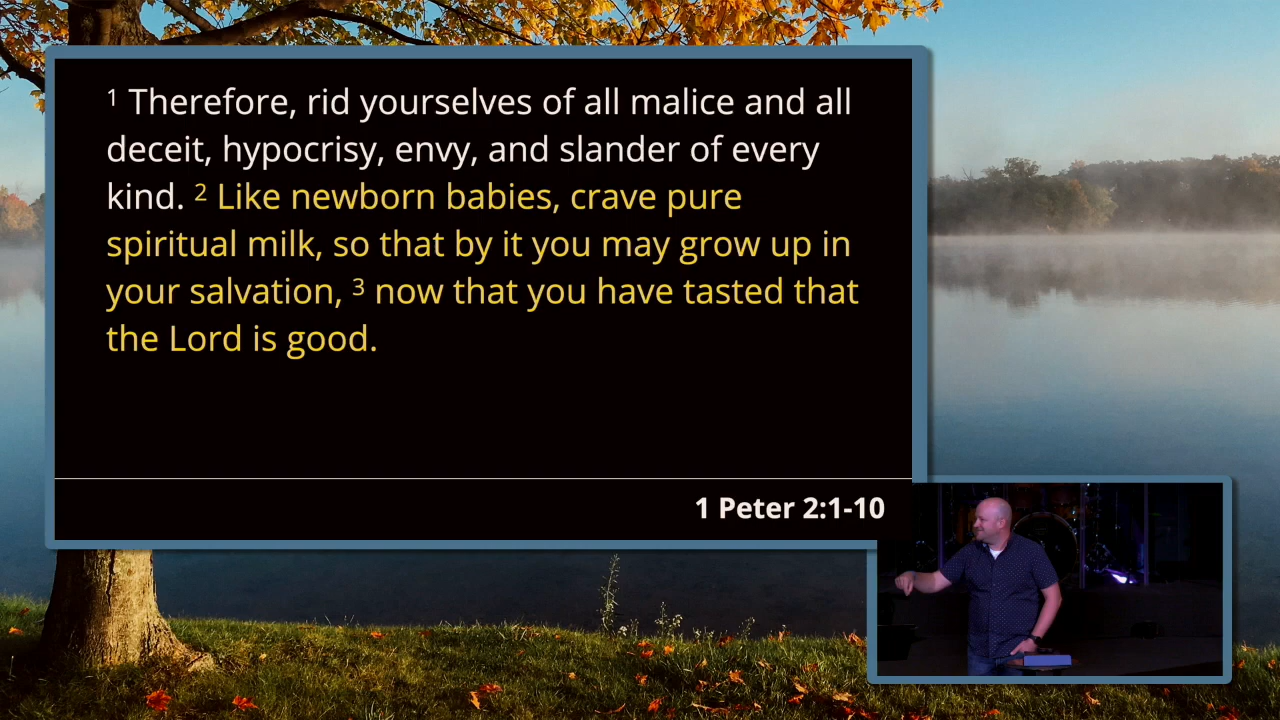 1 Therefore, rid yourselves of all malice and all
deceit, hypocrisy, envy, and slander of every
kind. 2 Like newborn babies, crave pure
spiritual milk, so that by it you may grow up in
your salvation, 3 now that you have tasted that
the Lord is good.
1 Peter 2:1-10